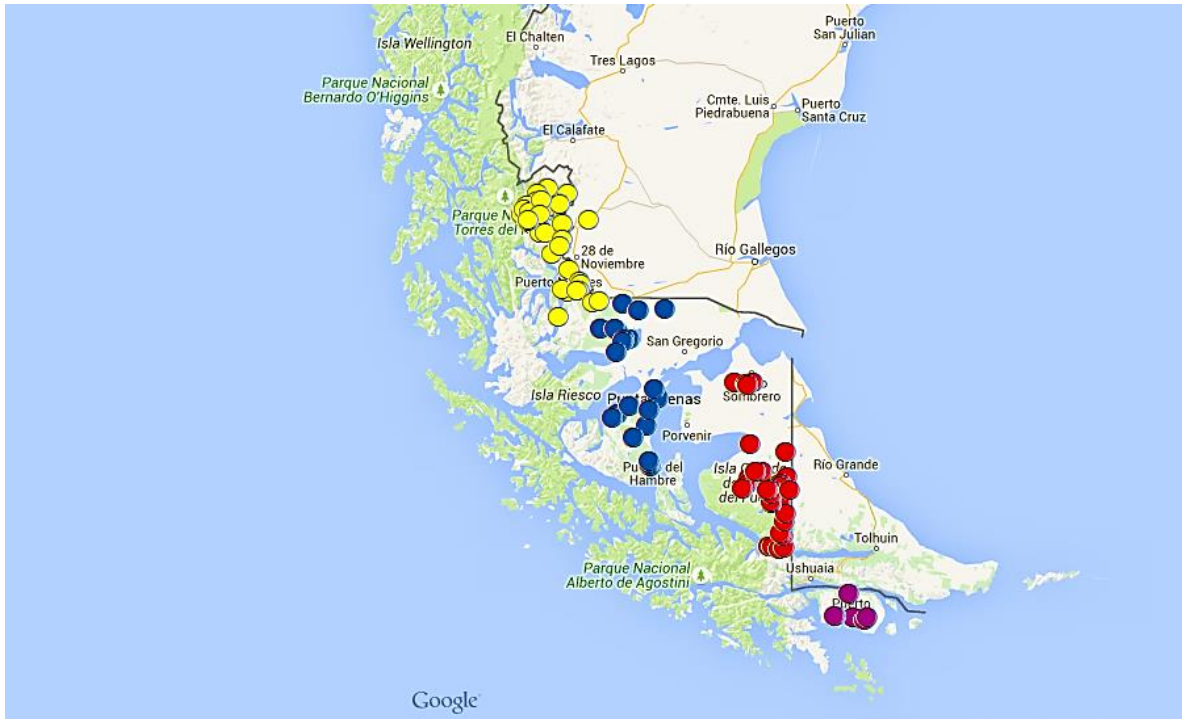 Puerto
San Julian
El Chalten
Isla Wellington
Tres Lagos
Parque Nacional
Bernardo O'Higgins
Cmte. Luis
Piedrabuena
Puerto
Santa Cruz
El Calafate
Parque
Torres del
28 de
Noviembre
Río Gallegos
Puerto
San Gregorio
Isla Riesco
Sombrero
Porvenir
Isla
Río Grande
Hambre
Tolhuin
Parque Nacional
Alberto de Agostini
Ushuaia
Puerto
Google